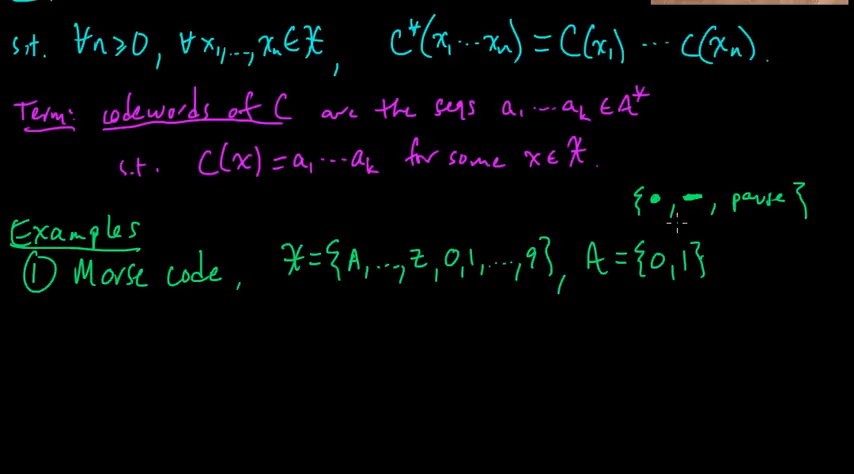 s.t. ∀n≥0, ∀x₁,...,xₙ∈𝒳, C*(x₁⋯xₙ) = C(x₁) ⋯ C(xₙ).
Term: codewords of C are the seqs a₁⋯aₖ ∈ A*
s.t. C(x) = a₁⋯aₖ for some x∈𝒳.
{•, –, pause}
Examples
① Morse code, 𝒳={A,...,Z,0,1,...,9}, A={0,1}